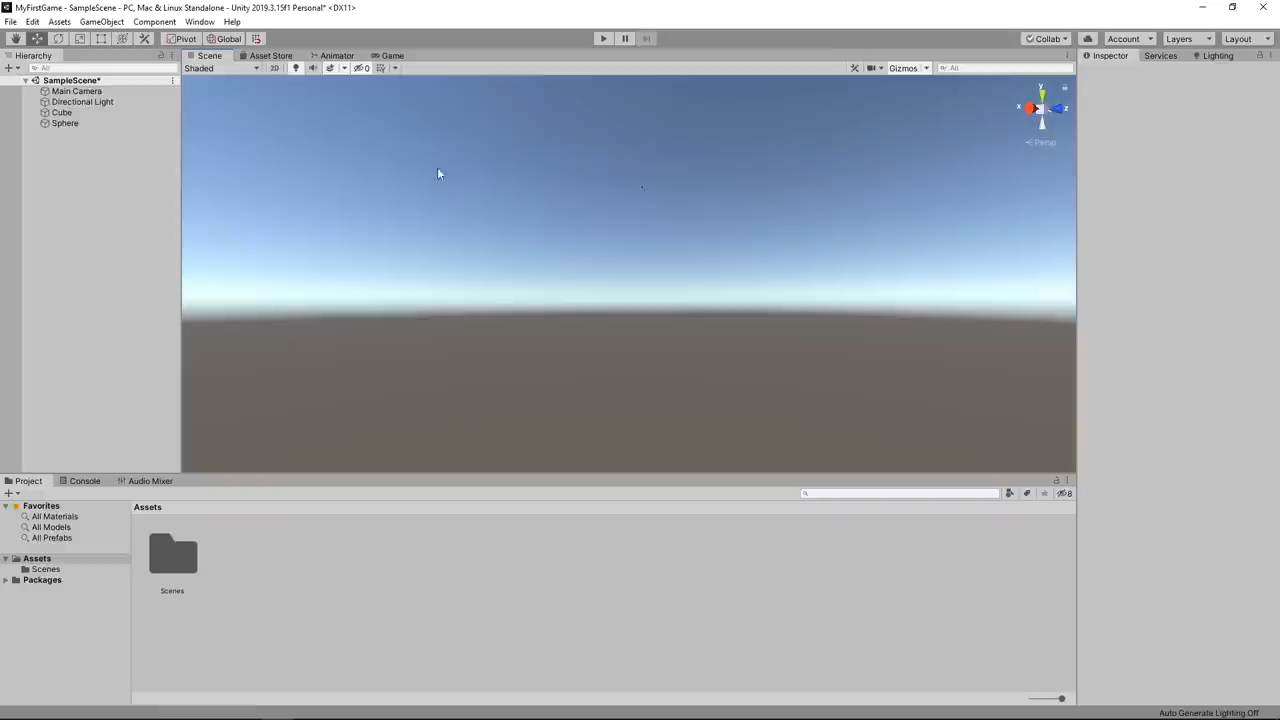 MyFirstGame - SampleScene - PC, Mac & Linux Standalone - Unity 2019.3.15f1 Personal* <DX11>
File Edit Assets GameObject Component Window Help
Pivot Global Collab Account Layers Layout
Hierarchy Scene Asset Store Animator Game Inspector Services Lighting
All Shaded 2D 0 Gizmos All
SampleScene*
Main Camera
Directional Light
Cube
Sphere
y
x z
Persp
Project Console Audio Mixer
8
Favorites
All Materials
All Models
All Prefabs
Assets
Scenes
Packages
Assets
Scenes
Auto Generate Lighting Off